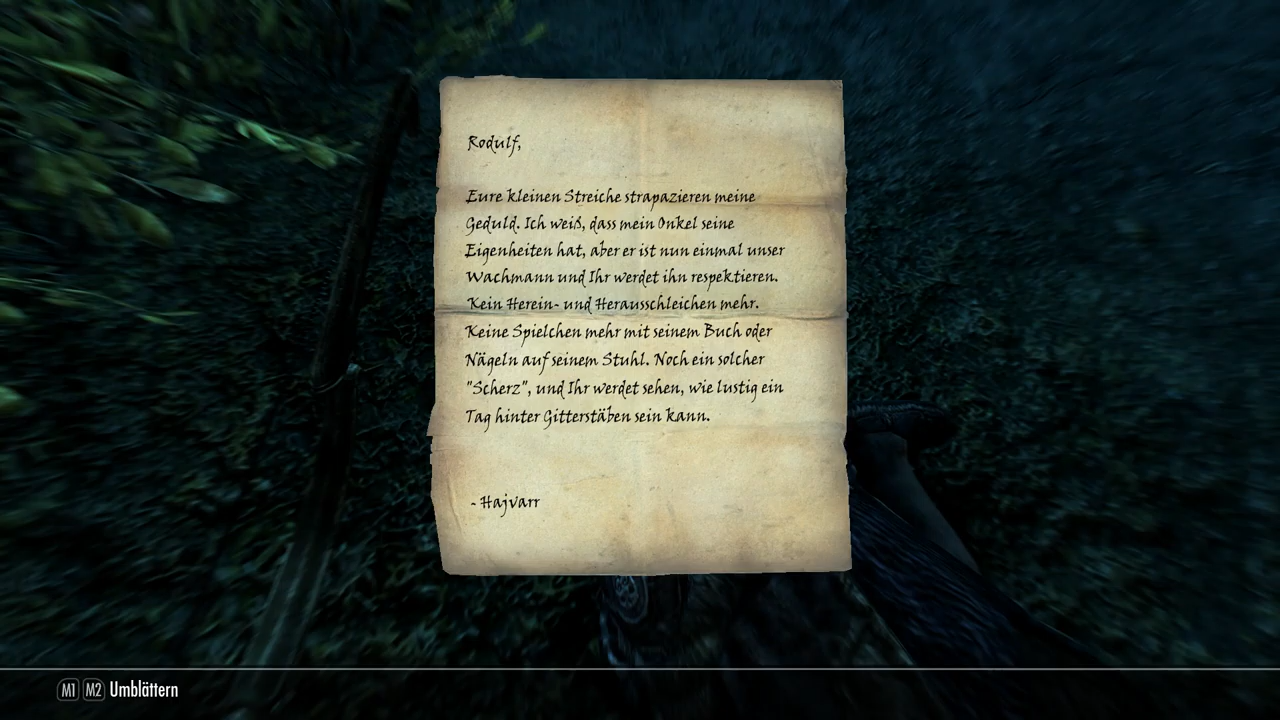 Rodulf,
Eure kleinen Streiche strapazieren meine
Geduld. Ich weiß, dass mein Onkel seine
Eigenheiten hat, aber er ist nun einmal unser
Wachmann und Ihr werdet ihn respektieren.
Kein Herein- und Herausschleichen mehr.
Keine Spielchen mehr mit seinem Buch oder
Nägeln auf seinem Stuhl. Noch ein solcher
"Scherz", und Ihr werdet sehen, wie lustig ein
Tag hinter Gitterstäben sein kann.
- Hajvarr
M1 M2 Umblättern